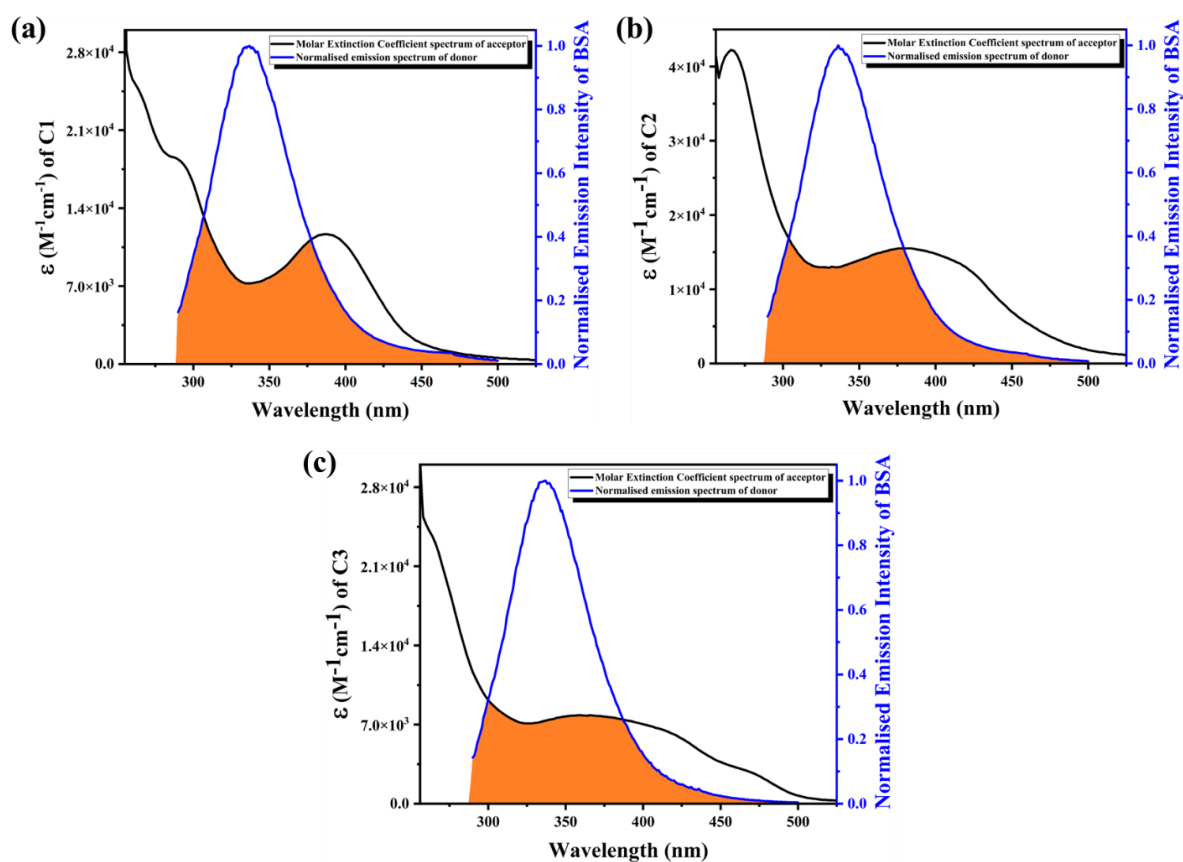 (a)
Molar Extinction Coefficient spectrum of acceptor
Normalised emission spectrum of donor
2.8×10⁴
2.1×10⁴
1.4×10⁴
7.0×10³
0.0
ε (M⁻¹cm⁻¹) of C1
300 350 400 450 500
Wavelength (nm)
1.0
0.8
0.6
0.4
0.2
0.0
Normalised Emission Intensity of BSA
(b)
Molar Extinction Coefficient spectrum of acceptor
Normalised emission spectrum of donor
4×10⁴
3×10⁴
2×10⁴
1×10⁴
0
ε (M⁻¹cm⁻¹) of C2
300 350 400 450 500
Wavelength (nm)
1.0
0.8
0.6
0.4
0.2
0.0
Normalised Emission Intensity of BSA
(c)
Molar Extinction Coefficient spectrum of acceptor
Normalised emission spectrum of donor
2.8×10⁴
2.1×10⁴
1.4×10⁴
7.0×10³
0.0
ε (M⁻¹cm⁻¹) of C3
300 350 400 450 500
Wavelength (nm)
1.0
0.8
0.6
0.4
0.2
0.0
Normalised Emission Intensity of BSA